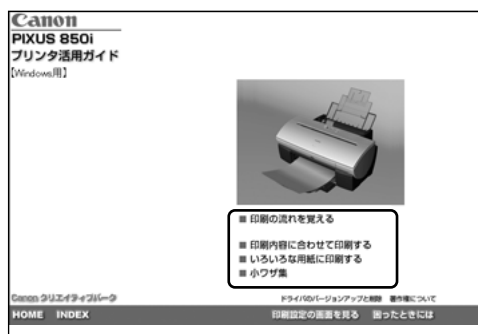 Canon
PIXUS 850i
プリンタ活用ガイド
【Windows用】
■ 印刷の流れを覚える
■ 印刷内容に合わせて印刷する
■ いろいろな用紙に印刷する
■ 小ワザ集
Canon クリエイティブパーク
ドライバのバージョンアップと削除 著作権について
HOME INDEX
印刷設定の画面を見る 困ったときには